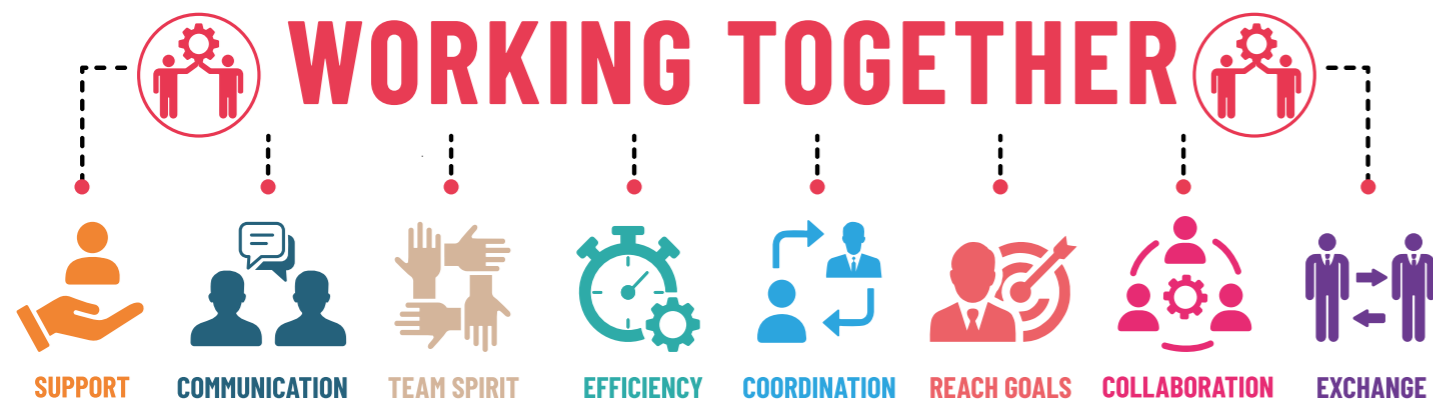 WORKING TOGETHER
SUPPORT
COMMUNICATION
TEAM SPIRIT
EFFICIENCY
COORDINATION
REACH GOALS
COLLABORATION
EXCHANGE